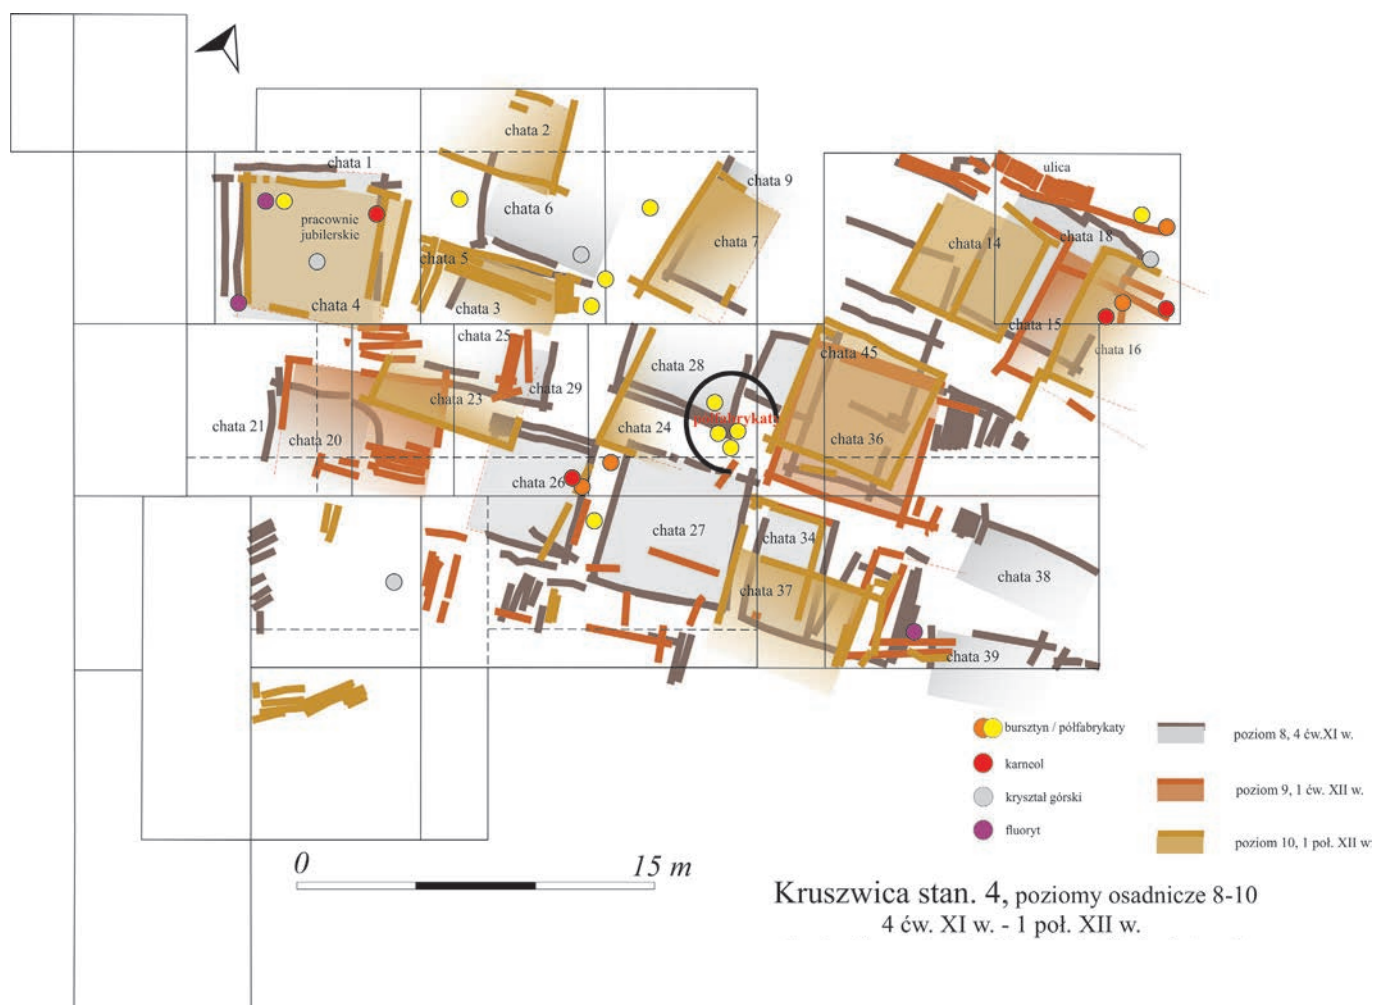 chata 2
chata 1
ulica
chata 9
chata 6
pracownie
jubilerskie
chata 7
chata 14
chata 18
chata 5
chata 4
chata 3
chata 15
chata 16
chata 25
chata 28
chata 45
chata 29
chata 23
półfabrykaty
chata 21
chata 20
chata 24
chata 36
chata 26
chata 27
chata 34
chata 38
chata 37
chata 39
bursztyn / półfabrykaty
karneol
kryształ górski
fluoryt
poziom 8, 4 ćw.XI w.
poziom 9, 1 ćw. XII w.
poziom 10, 1 poł. XII w
0 15 m
Kruszwica stan. 4, poziomy osadnicze 8-10
4 ćw. XI w. - 1 poł. XII w.